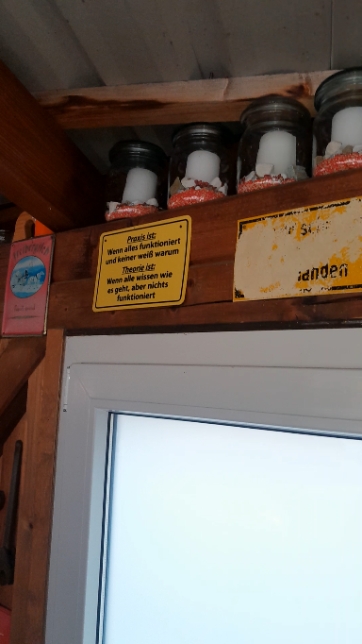 Praxis ist:
Wenn alles funktioniert
und keiner weiß warum
Theorie ist:
Wenn alle wissen wie
es geht, aber nichts
funktioniert
anden